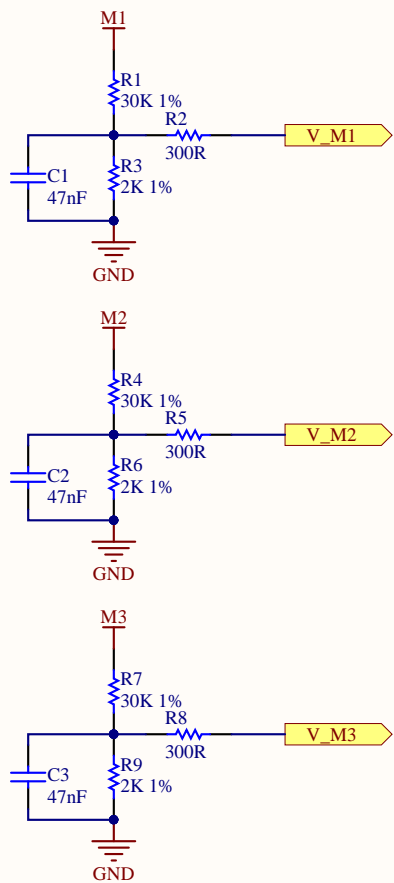 M1
R1
30K 1%
R2
300R
V_M1
R3
2K 1%
C1
47nF
GND
M2
R4
30K 1%
R5
300R
V_M2
R6
2K 1%
C2
47nF
GND
M3
R7
30K 1%
R8
300R
V_M3
R9
2K 1%
C3
47nF
GND